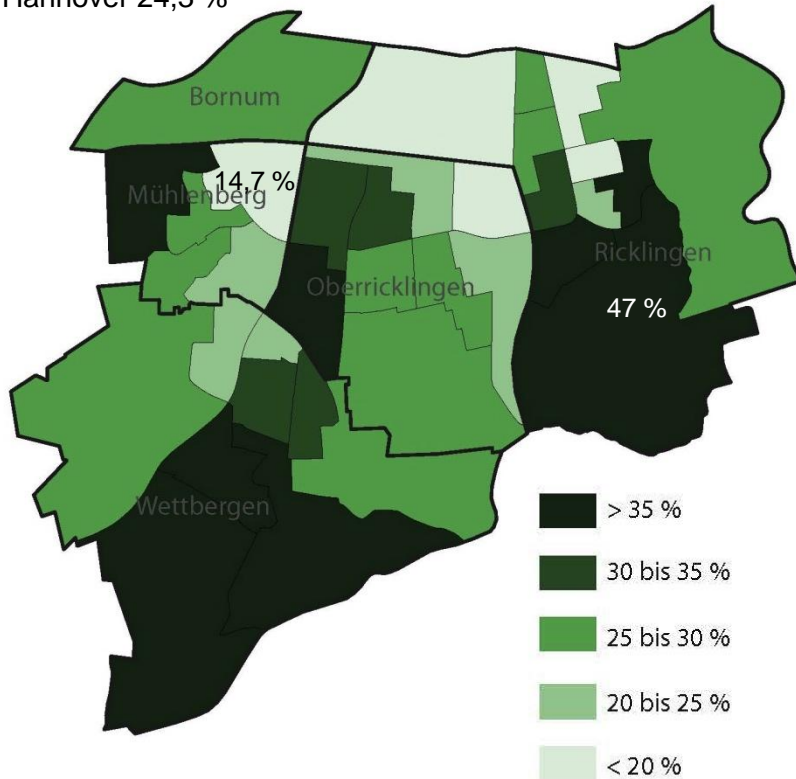 Hannover 24,3 %
Bornum
14,7 %
Mühlenberg
Ricklingen
Oberricklingen
47 %
Wettbergen
> 35 %
30 bis 35 %
25 bis 30 %
20 bis 25 %
< 20 %